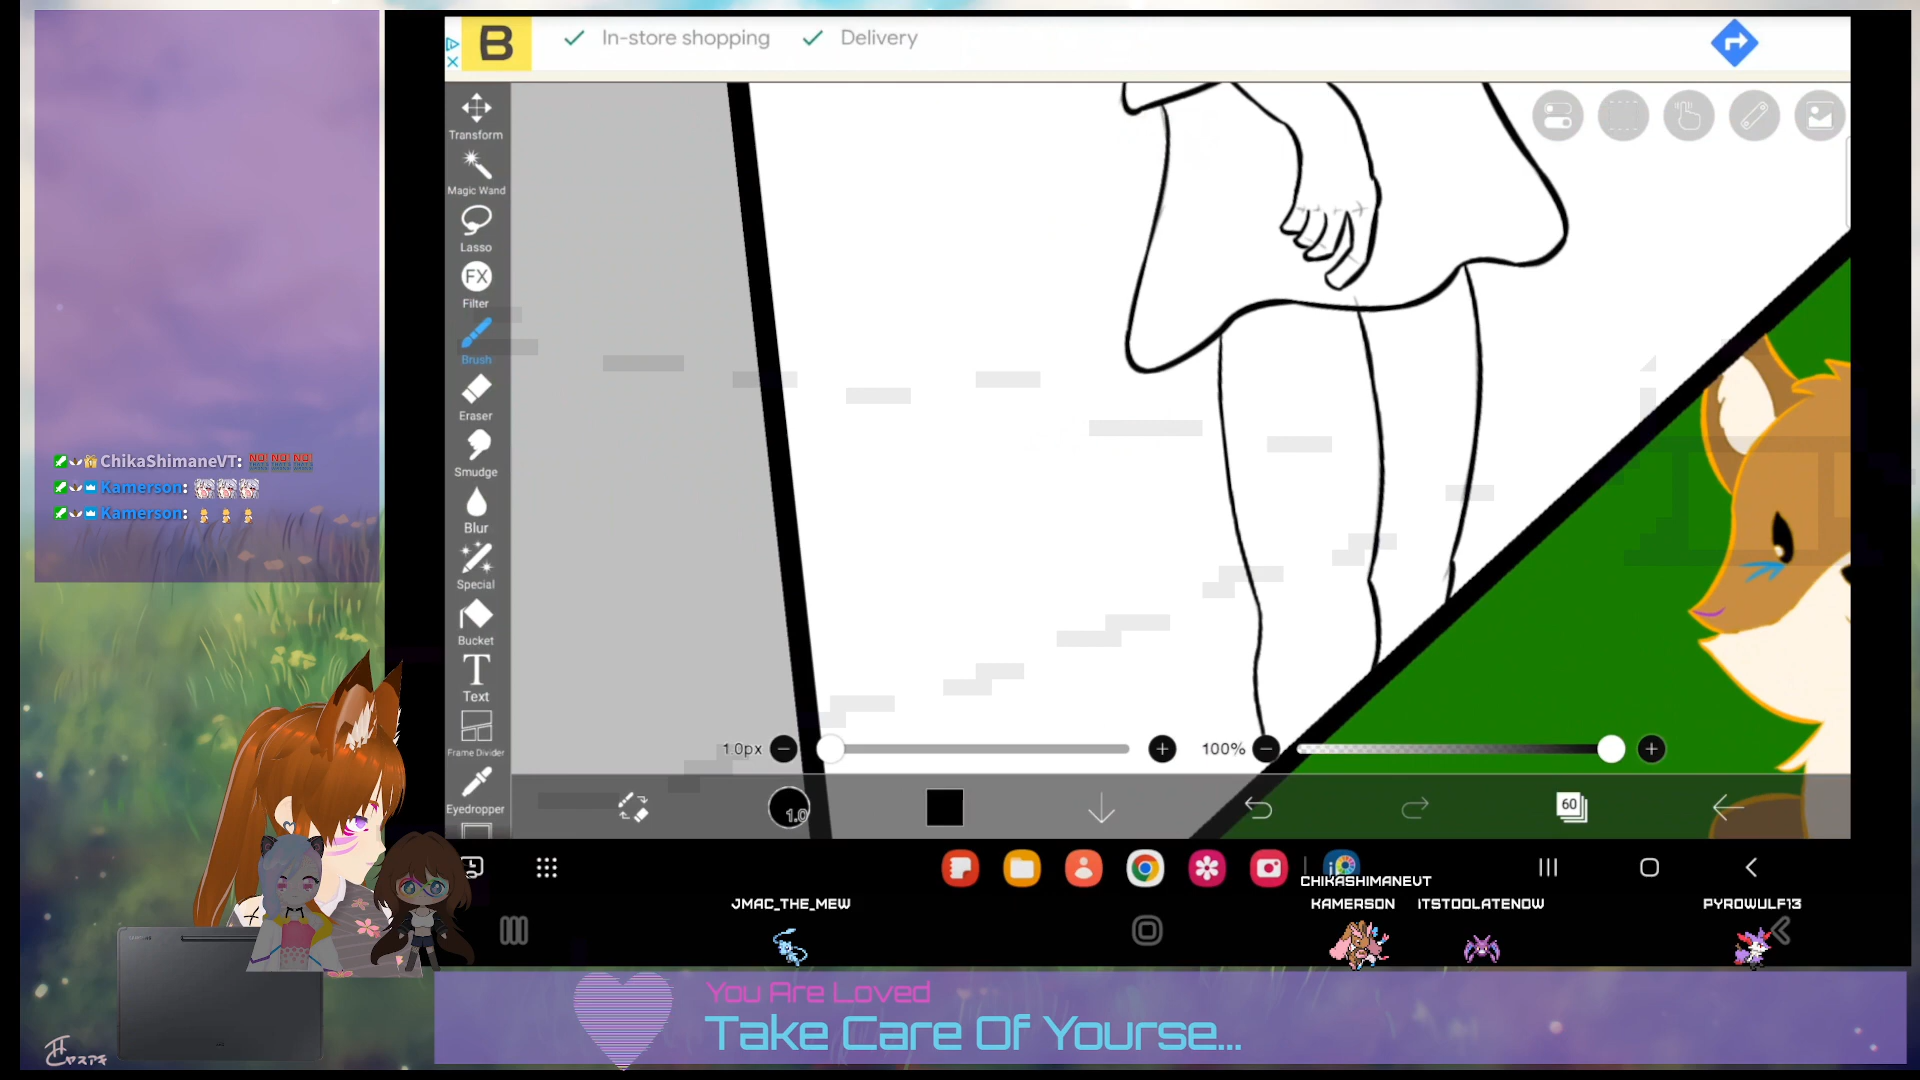 B
In-store shopping
Delivery
Transform
Magic Wand
Lasso
FX
Filter
Brush
Eraser
Smudge
Blur
Special
Bucket
T
Text
Frame Divider
Eyedropper
1.0px
100%
1.0
60
ChikaShimaneVT:
Kamerson:
Kamerson:
JMAC_THE_MEW
CHIKASHIMANEVT
KAMERSON
ITSTOOLATENOW
PYROWULF13
SAMSUNG
You Are Loved
Take Care Of Yourse...